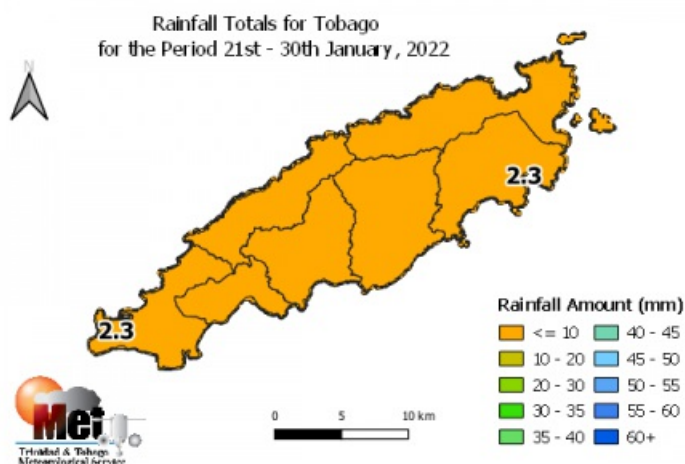 Rainfall Totals for Tobago
for the Period 21st - 30th January, 2022
N
2.3
2.3
Rainfall Amount (mm)
<= 10 40 - 45
10 - 20 45 - 50
20 - 30 50 - 55
30 - 35 55 - 60
35 - 40 60+
0 5 10 km
Met
Trinidad & Tobago
Meteorological Service